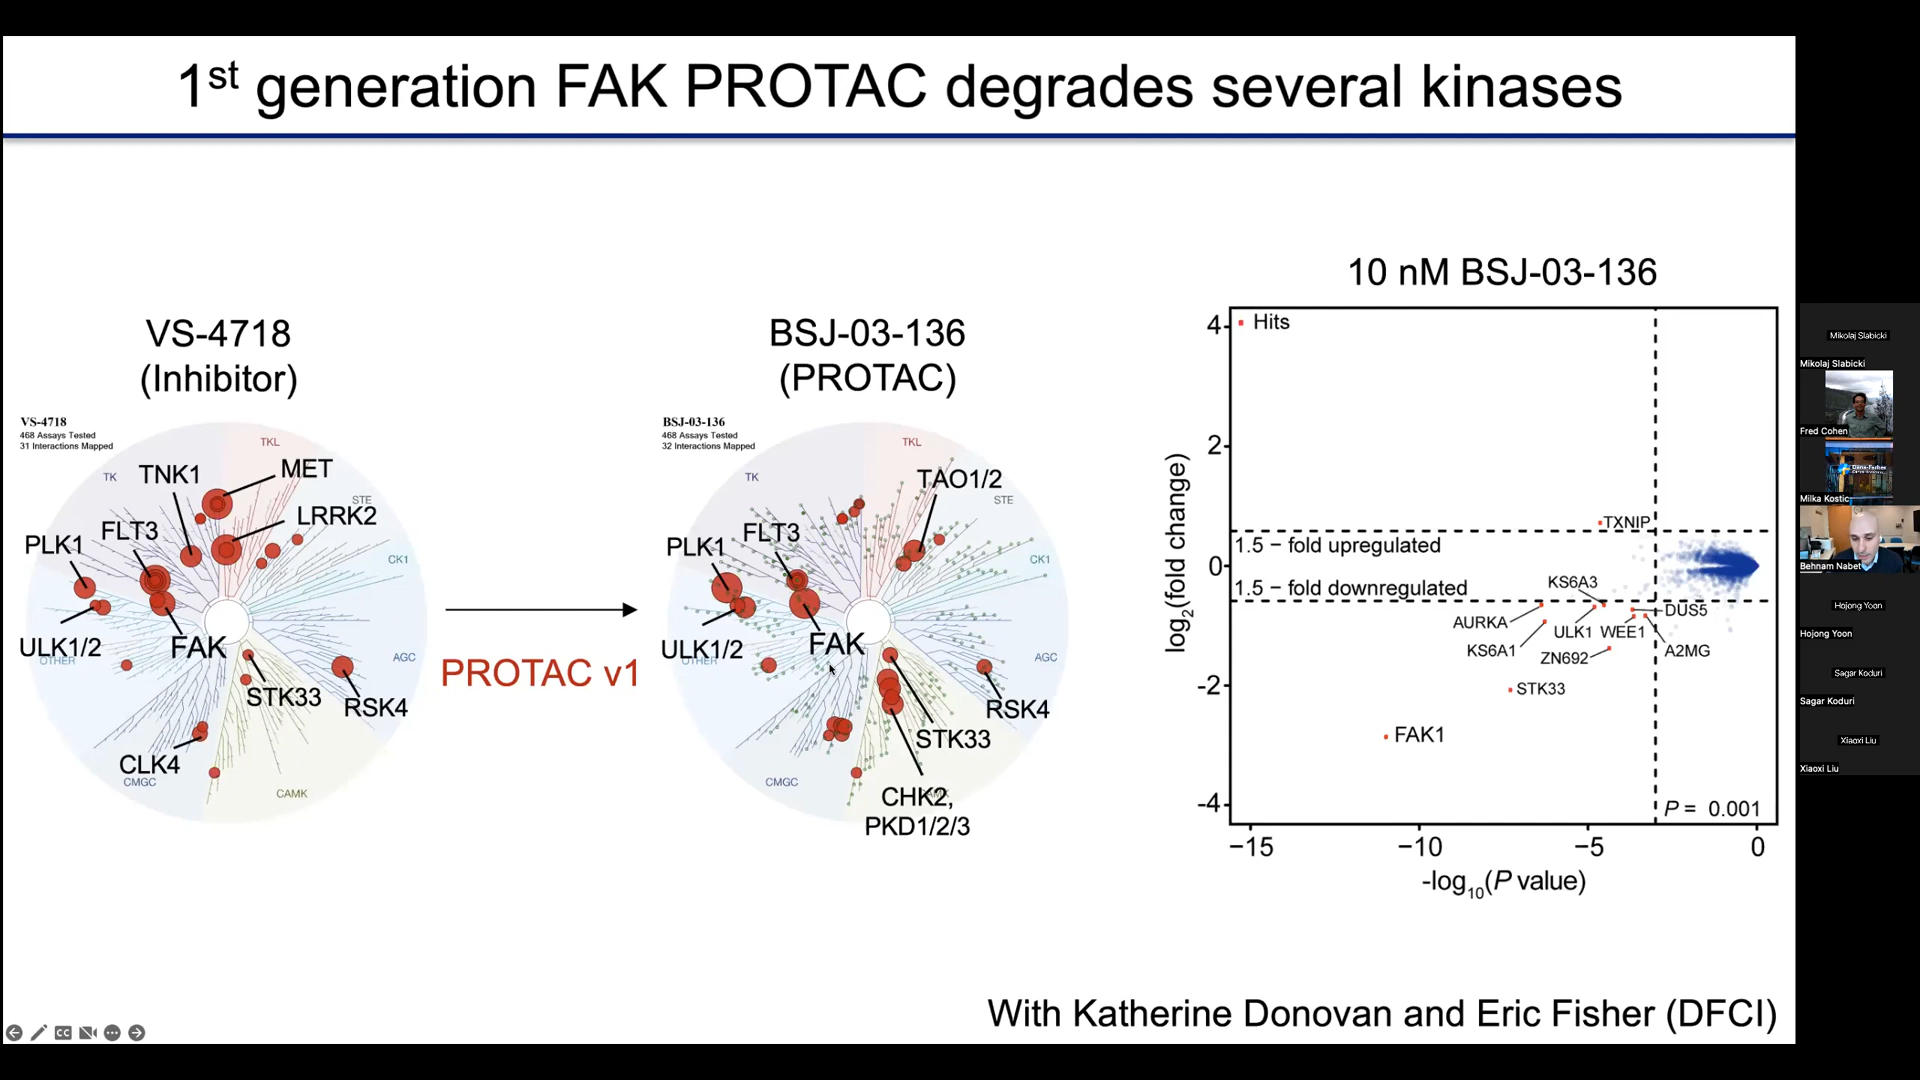 1st generation FAK PROTAC degrades several kinases
VS-4718
(Inhibitor)
VS-4718
468 Assays Tested
31 Interactions Mapped
TKL
TK
TNK1
MET
STE
LRRK2
FLT3
PLK1
CK1
ULK1/2
OTHER
FAK
AGC
STK33
RSK4
CLK4
CMGC
CAMK
PROTAC v1
BSJ-03-136
(PROTAC)
BSJ-03-136
468 Assays Tested
32 Interactions Mapped
TKL
TK
TAO1/2
STE
FLT3
PLK1
CK1
ULK1/2
OTHER
FAK
AGC
RSK4
STK33
CMGC
CHK2,
PKD1/2/3
10 nM BSJ-03-136
Hits
TXNIP
1.5 − fold upregulated
1.5 − fold downregulated
KS6A3
AURKA
DUS5
ULK1
WEE1
KS6A1
ZN692
A2MG
STK33
FAK1
P = 0.001
4
2
0
-2
-4
log2(fold change)
−15
−10
−5
0
-log10(P value)
With Katherine Donovan and Eric Fisher (DFCI)
Mikolaj Slabicki
Mikolaj Slabicki
Fred Cohen
Dana-Farber
Milka Kostic
Behnam Nabet
Hojong Yoon
Hojong Yoon
Sagar Koduri
Sagar Koduri
Xiaoxi Liu
Xiaoxi Liu
CC